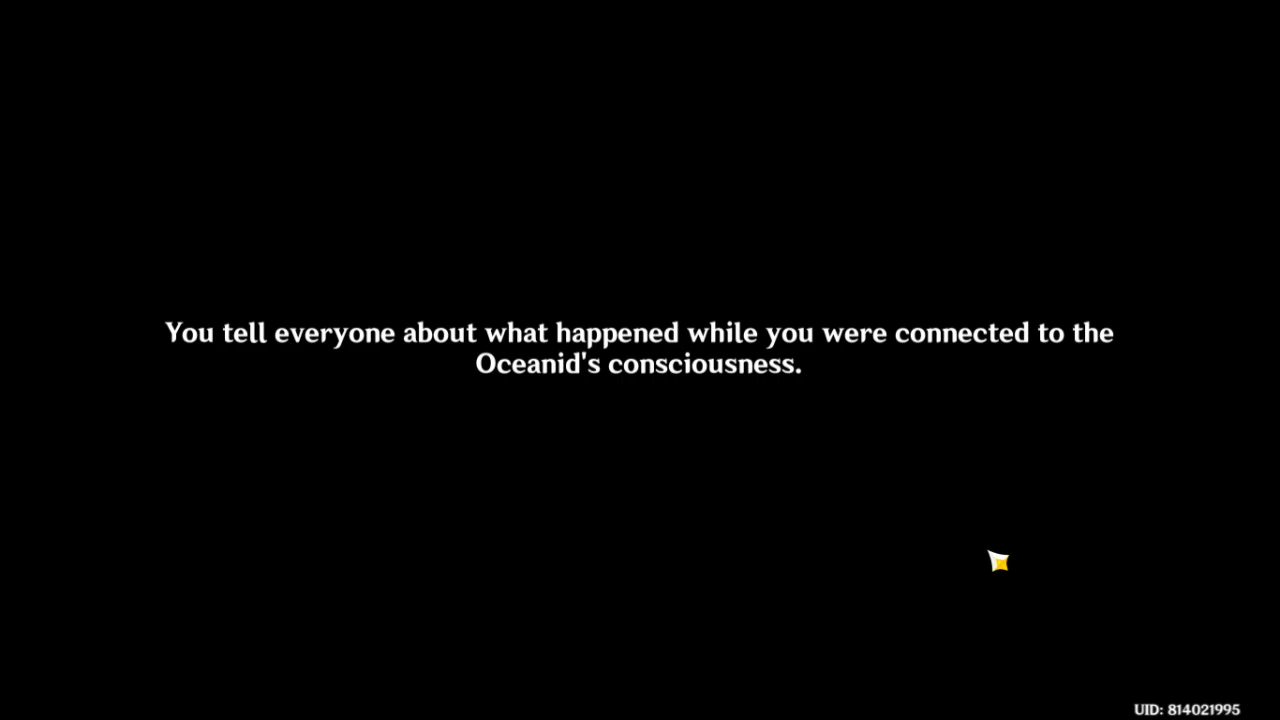 You tell everyone about what happened while you were connected to the
Oceanid's consciousness.
UID: 814021995